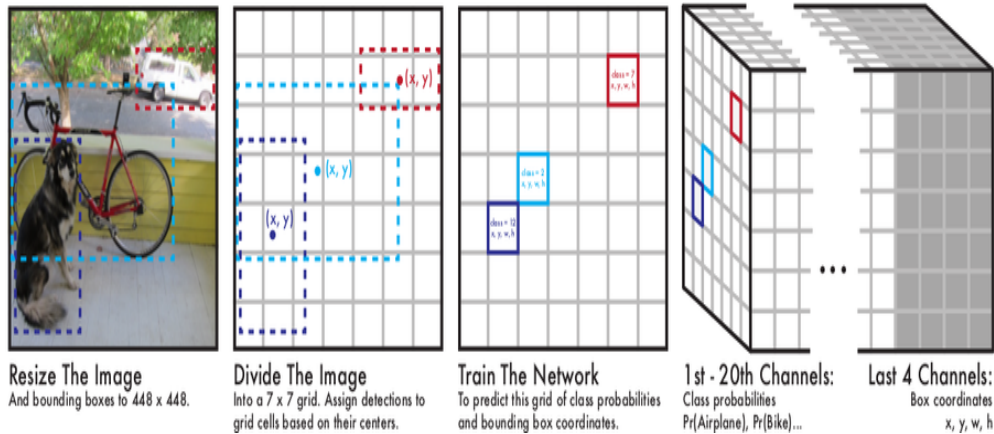 (x, y)
(x, y)
(x, y)
class = 7
x, y, w, h
class = 2
x, y, w, h
class = 12
x, y, w, h
...
Resize The Image
And bounding boxes to 448 x 448.
Divide The Image
Into a 7 x 7 grid. Assign detections to
grid cells based on their centers.
Train The Network
To predict this grid of class probabilities
and bounding box coordinates.
1st - 20th Channels:
Class probabilities
Pr(Airplane), Pr(Bike)...
Last 4 Channels:
Box coordinates
x, y, w, h